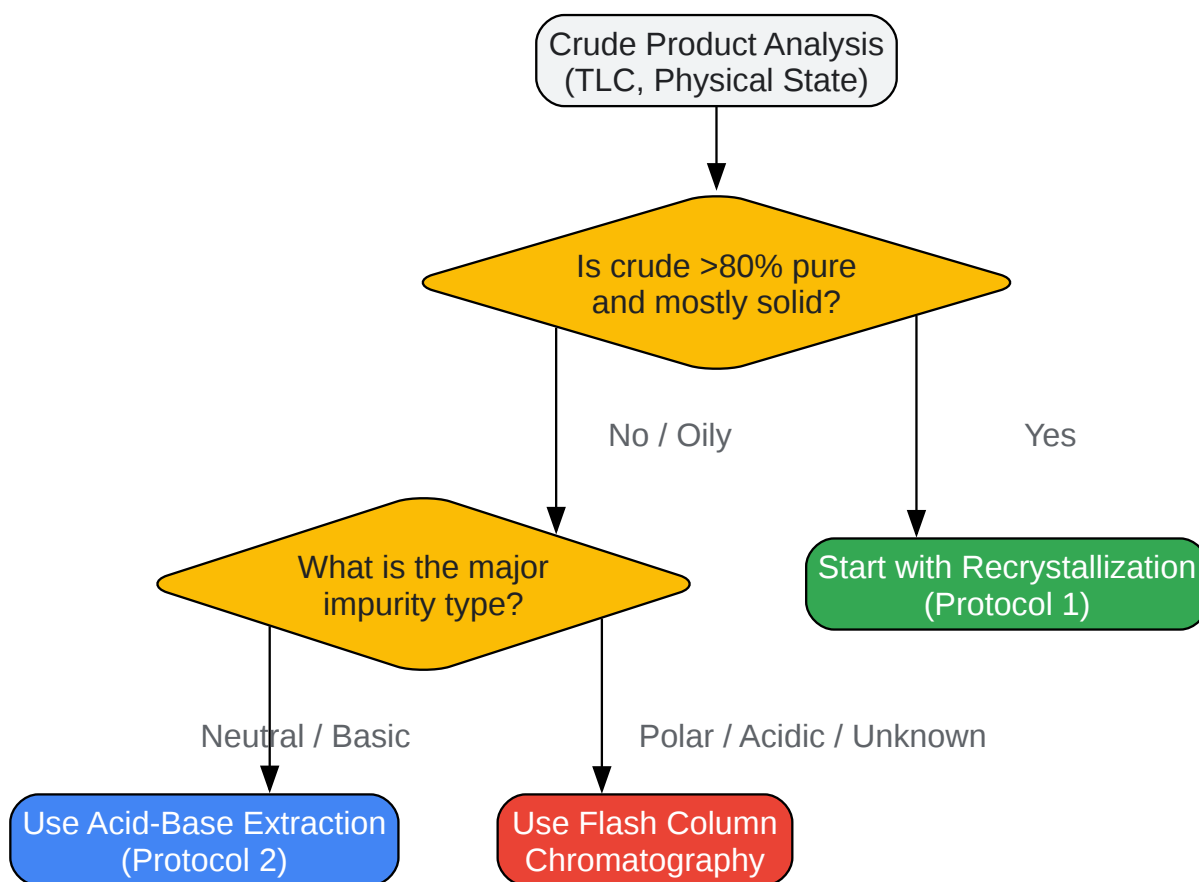 Crude Product Analysis
(TLC, Physical State)
Is crude >80% pure
and mostly solid?
No / Oily
Yes
What is the major
impurity type?
Start with Recrystallization
(Protocol 1)
Neutral / Basic
Polar / Acidic / Unknown
Use Acid-Base Extraction
(Protocol 2)
Use Flash Column
Chromatography